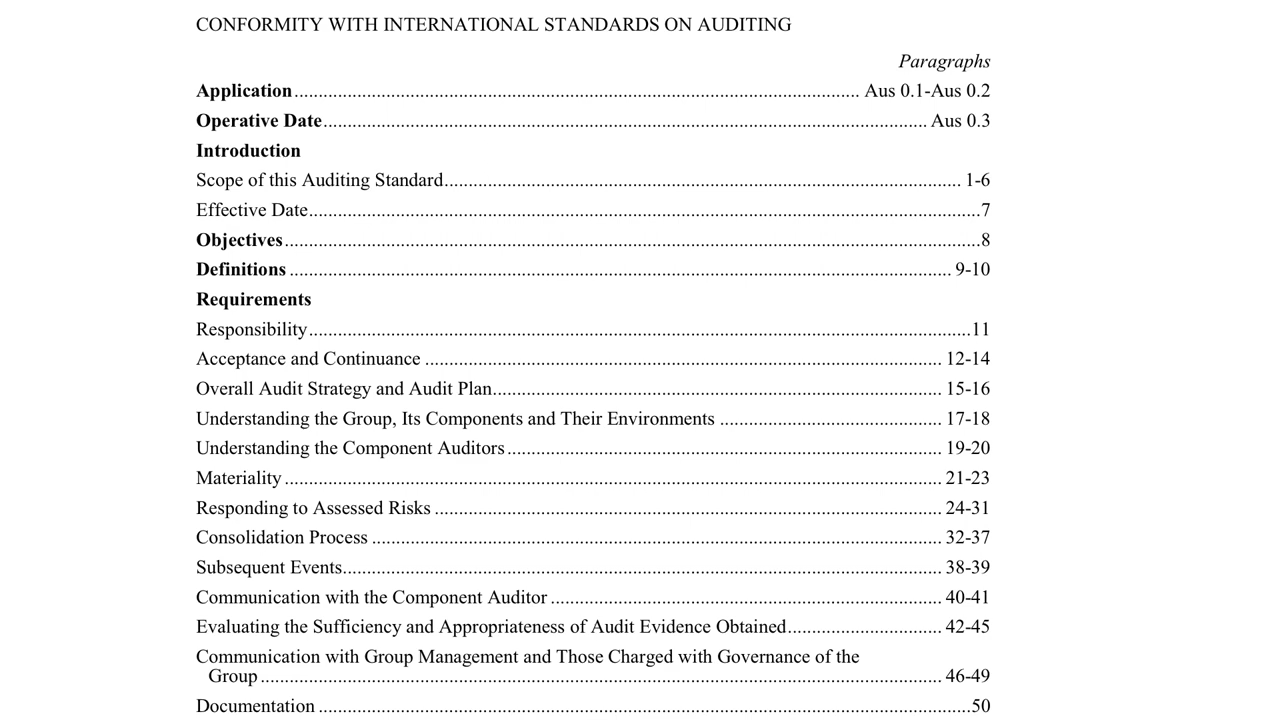 CONFORMITY WITH INTERNATIONAL STANDARDS ON AUDITING
Paragraphs
Application ........ Aus 0.1-Aus 0.2
Operative Date ........ Aus 0.3
Introduction
Scope of this Auditing Standard ........ 1-6
Effective Date ........ 7
Objectives ........ 8
Definitions ........ 9-10
Requirements
Responsibility ........ 11
Acceptance and Continuance ........ 12-14
Overall Audit Strategy and Audit Plan ........ 15-16
Understanding the Group, Its Components and Their Environments ........ 17-18
Understanding the Component Auditors ........ 19-20
Materiality ........ 21-23
Responding to Assessed Risks ........ 24-31
Consolidation Process ........ 32-37
Subsequent Events ........ 38-39
Communication with the Component Auditor ........ 40-41
Evaluating the Sufficiency and Appropriateness of Audit Evidence Obtained ........ 42-45
Communication with Group Management and Those Charged with Governance of the
Group ........ 46-49
Documentation ........ 50